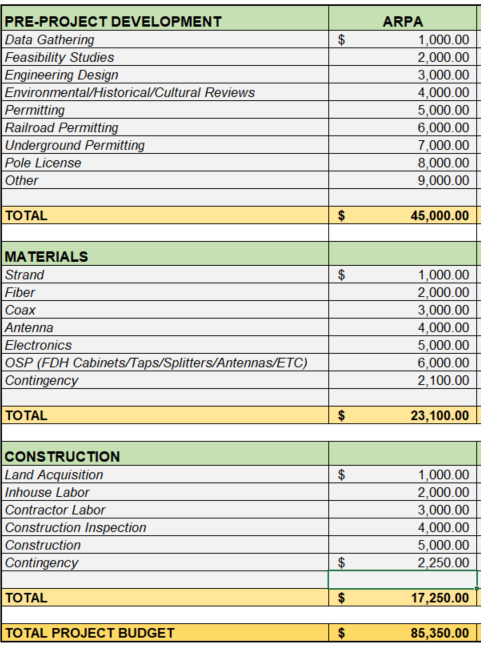 PRE-PROJECT DEVELOPMENT ARPA
Data Gathering $ 1,000.00
Feasibility Studies 2,000.00
Engineering Design 3,000.00
Environmental/Historical/Cultural Reviews 4,000.00
Permitting 5,000.00
Railroad Permitting 6,000.00
Underground Permitting 7,000.00
Pole License 8,000.00
Other 9,000.00
TOTAL $ 45,000.00
MATERIALS
Strand $ 1,000.00
Fiber 2,000.00
Coax 3,000.00
Antenna 4,000.00
Electronics 5,000.00
OSP (FDH Cabinets/Taps/Splitters/Antennas/ETC) 6,000.00
Contingency 2,100.00
TOTAL $ 23,100.00
CONSTRUCTION
Land Acquisition $ 1,000.00
Inhouse Labor 2,000.00
Contractor Labor 3,000.00
Construction Inspection 4,000.00
Construction 5,000.00
Contingency $ 2,250.00
TOTAL $ 17,250.00
TOTAL PROJECT BUDGET $ 85,350.00